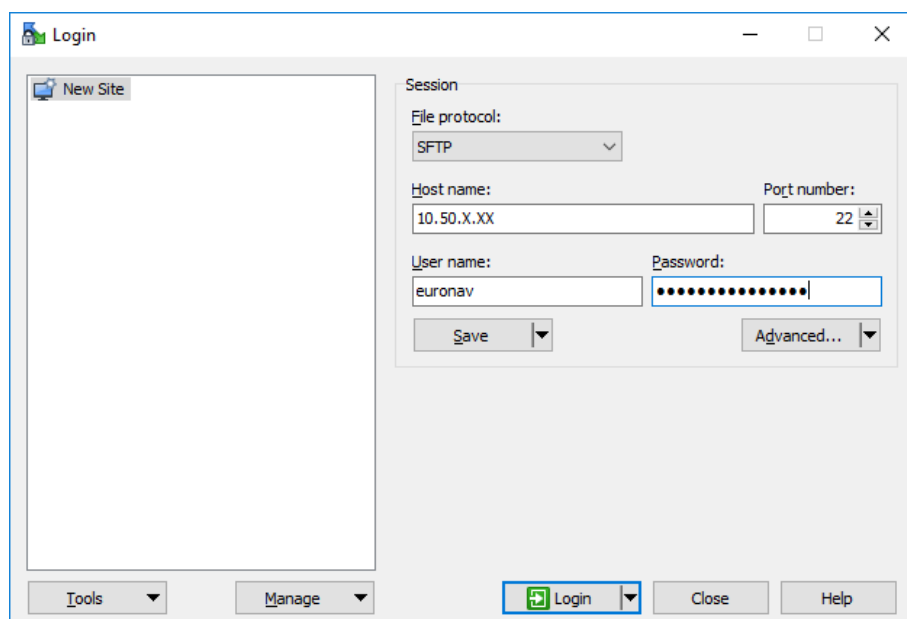 Login
New Site
Session
File protocol:
SFTP
Host name:
Port number:
10.50.X.XX
22
User name:
Password:
euronav
●●●●●●●●●●●●●●●
Save
Advanced...
Tools
Manage
Login
Close
Help